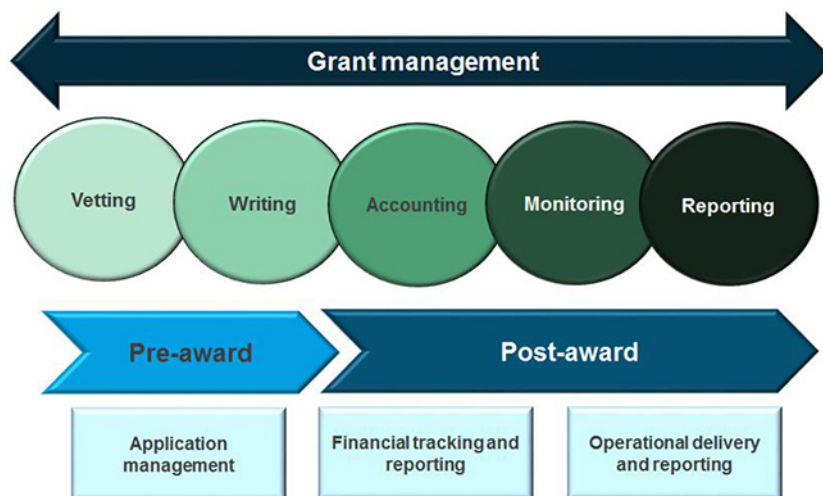 Grant management
Vetting
Writing
Accounting
Monitoring
Reporting
Pre-award
Post-award
Application
management
Financial tracking and
reporting
Operational delivery
and reporting